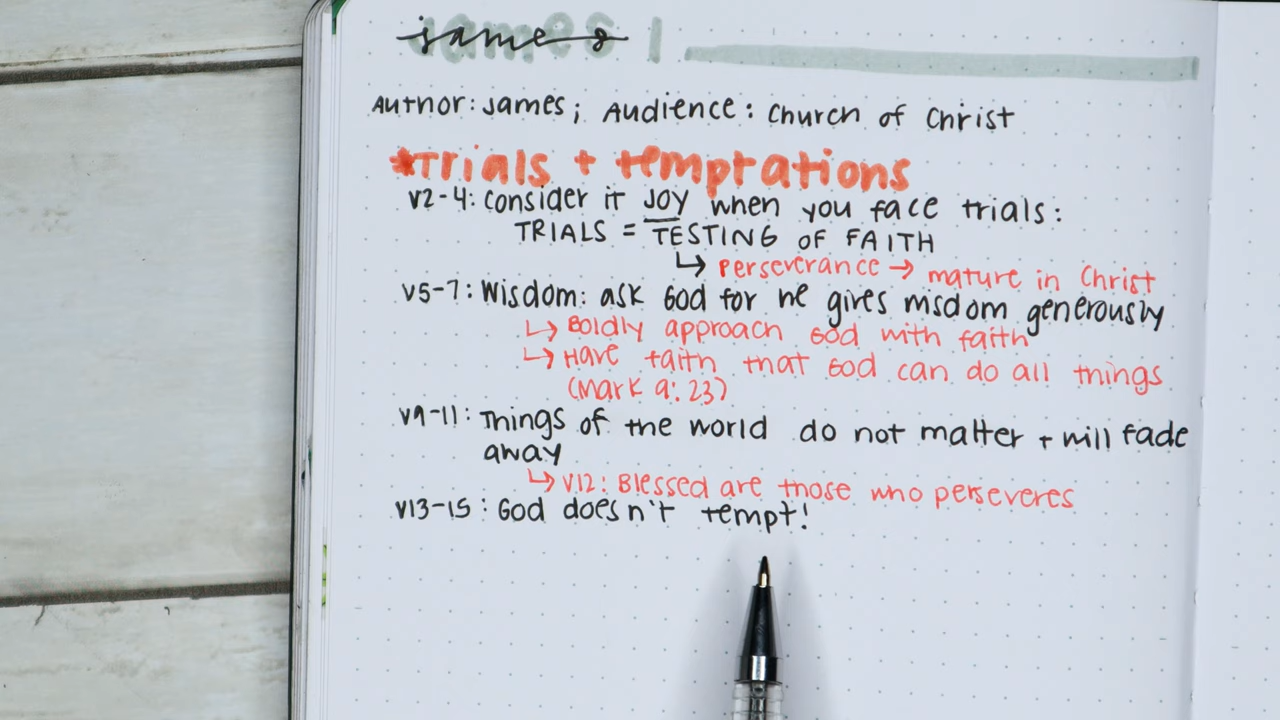 james 1
Author: James; Audience: Church of Christ
*Trials + temptations
v2-4: Consider it JOY when you face trials:
TRIALS = TESTING OF FAITH
↳ perseverance → mature in Christ
v5-7: Wisdom: ask God for he gives wisdom generously
↳ Boldly approach God with faith
↳ Have faith that God can do all things
(Mark 9:23)
v9-11: Things of the world do not matter + will fade
away
↳ v12: Blessed are those who perseveres
v13-15: God doesn't tempt!